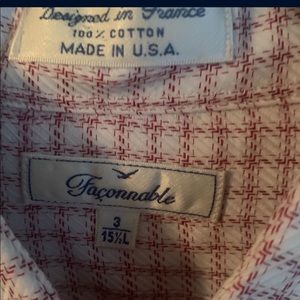 Designed in France
100% COTTON
MADE IN U.S.A.
Façonnable
3
15½L